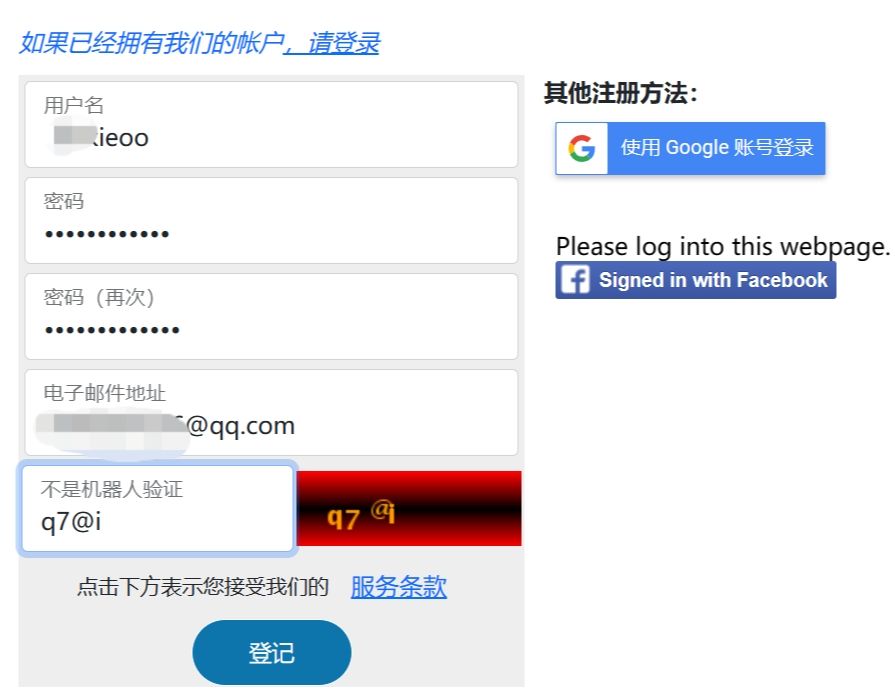 如果已经拥有我们的帐户，请登录
用户名
ieoo
密码
••••••••••••
密码（再次）
•••••••••••••
电子邮件地址
@qq.com
不是机器人验证
q7@i
q7 @i
点击下方表示您接受我们的 服务条款
登记
其他注册方法：
使用 Google 账号登录
Please log into this webpage.
Signed in with Facebook